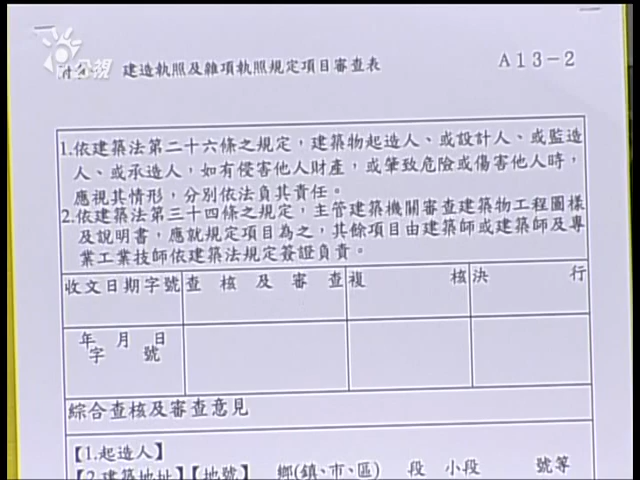 公視
建造執照及雜項執照規定項目審查表
A13-2
1.依建築法第二十六條之規定，建築物起造人、或設計人、或監造
人、或承造人，如有侵害他人財產，或肇致危險或傷害他人時，
應視其情形，分別依法負其責任。
2.依建築法第三十四條之規定，主管建築機關審查建築物工程圖樣
及說明書，應就規定項目為之，其餘項目由建築師或建築師及專
業工業技師依建築法規定簽證負責。
收文日期字號 查核及審查 複核 決行
年 月 日
字 號
綜合查核及審查意見
【1.起造人】
【2.建築地址】【地號】 鄉(鎮、市、區) 段 小段 號等